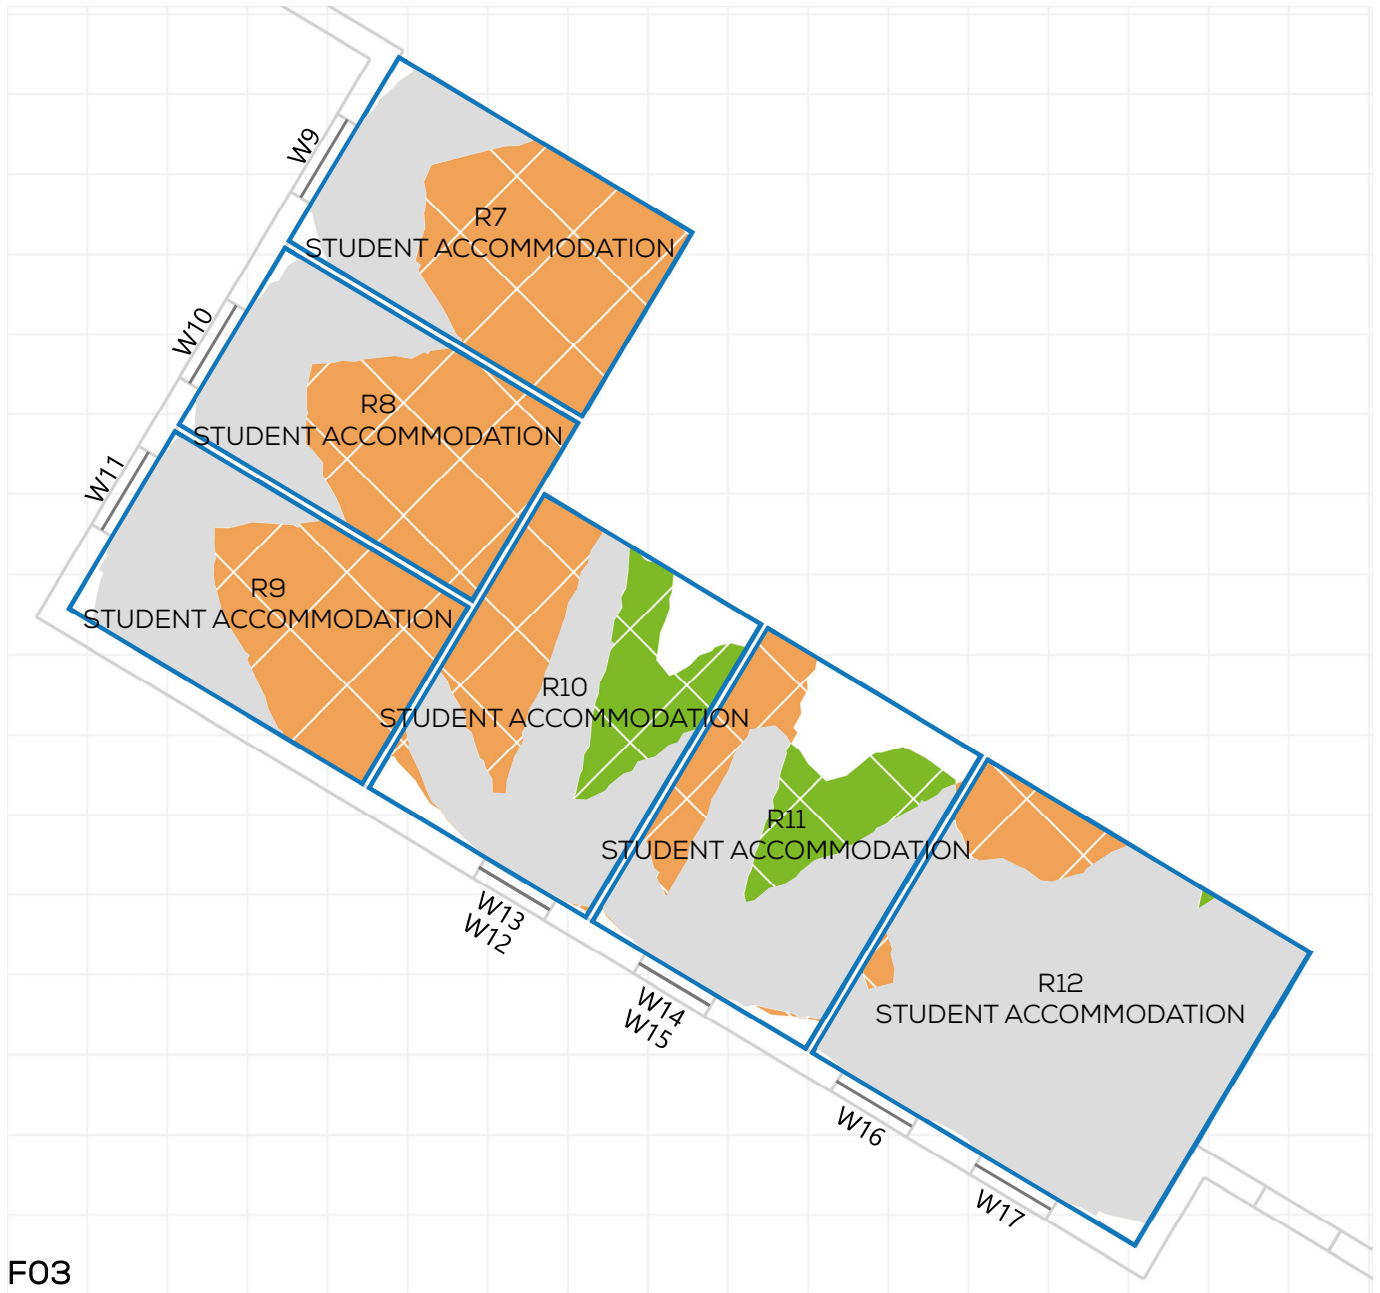 W9
R7
STUDENT ACCOMMODATION
W10
R8
STUDENT ACCOMMODATION
W11
R9
STUDENT ACCOMMODATION
R10
STUDENT ACCOMMODATION
R11
STUDENT ACCOMMODATION
W13
W12
R12
STUDENT ACCOMMODATION
W14
W15
W16
W17
F03